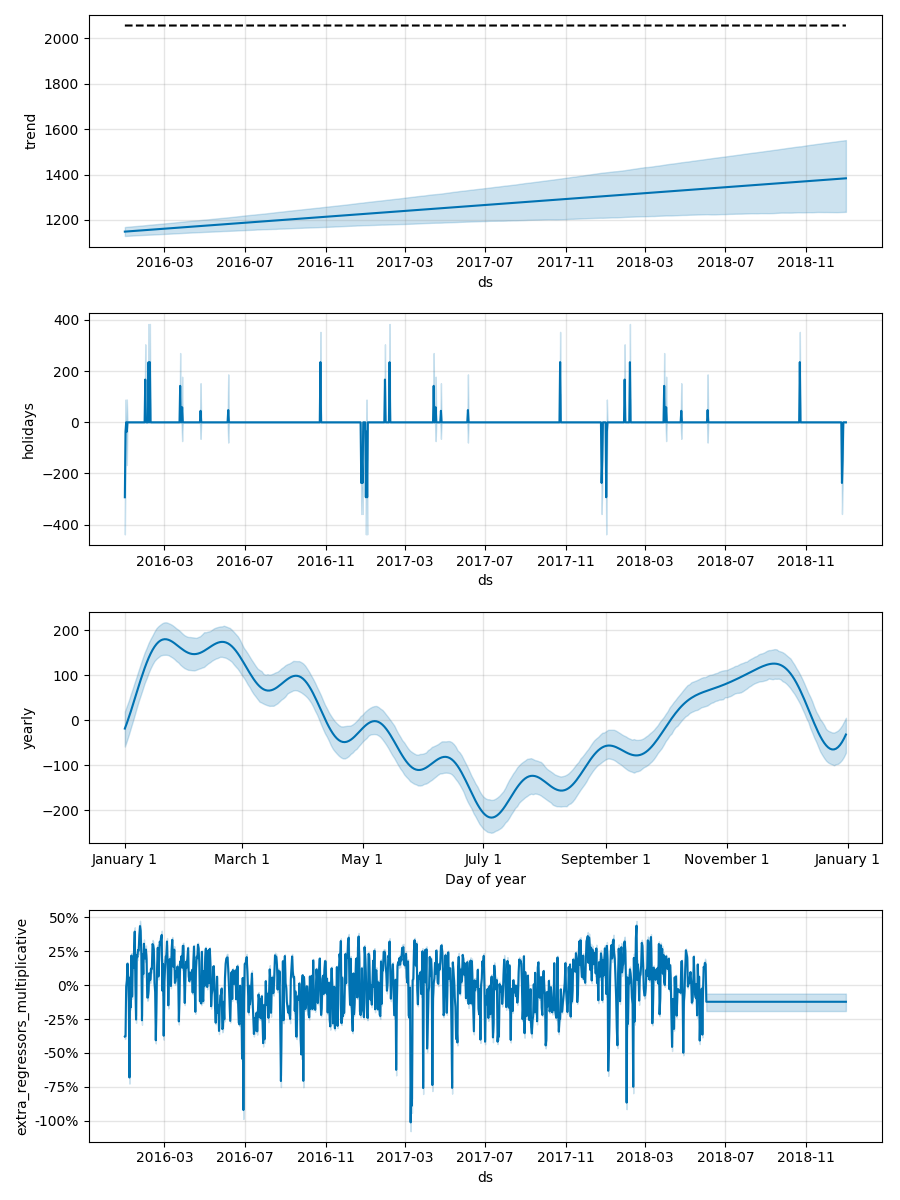 trend
2000
1800
1600
1400
1200
2016-03 2016-07 2016-11 2017-03 2017-07 2017-11 2018-03 2018-07 2018-11
ds
holidays
400
200
0
−200
−400
2016-03 2016-07 2016-11 2017-03 2017-07 2017-11 2018-03 2018-07 2018-11
ds
yearly
200
100
0
−100
−200
January 1 March 1 May 1 July 1 September 1 November 1 January 1
Day of year
extra_regressors_multiplicative
50%
25%
0%
-25%
-50%
-75%
-100%
2016-03 2016-07 2016-11 2017-03 2017-07 2017-11 2018-03 2018-07 2018-11
ds